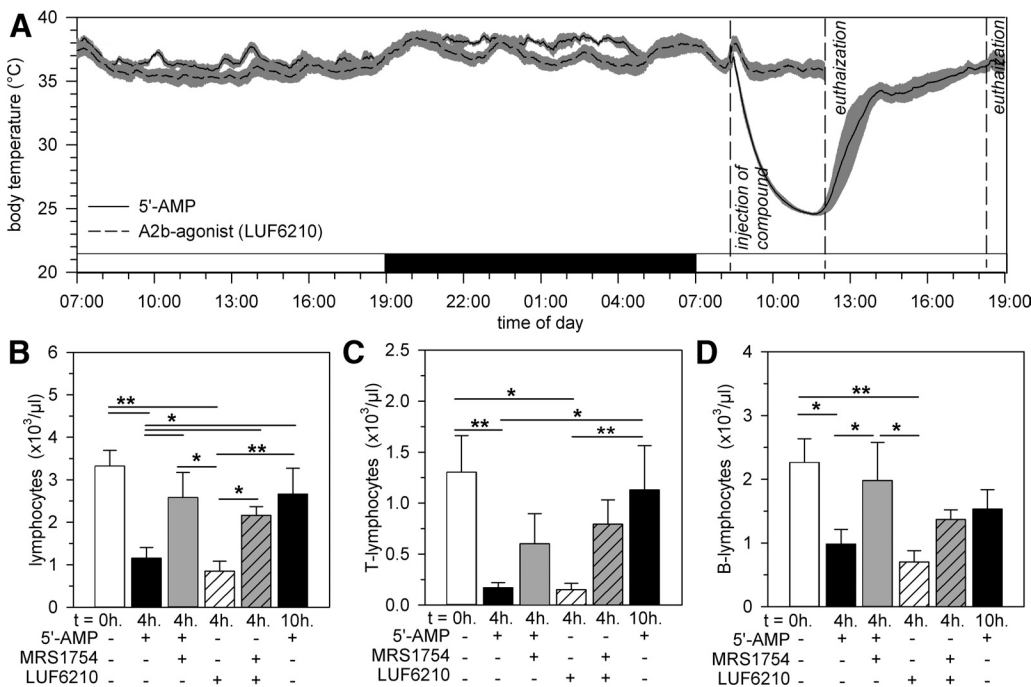 A
40
35
30
25
20
body temperature (°C)
5'-AMP
A2b-agonist (LUF6210)
injection of
compound
euthaization
euthaization
07:00 10:00 13:00 16:00 19:00 22:00 01:00 04:00 07:00 10:00 13:00 16:00 19:00
time of day
B
6
5
4
3
2
1
0
lymphocytes (x10³/µl)
**
*
*
**
*
t = 0h. 4h. 4h. 4h. 4h. 10h.
5'-AMP - + + - - +
MRS1754 - - + - + -
LUF6210 - - - + + -
C
2.5
2.0
1.5
1.0
0.5
0.0
T-lymphocytes (x10³/µl)
*
**
*
**
t = 0h. 4h. 4h. 4h. 4h. 10h.
5'-AMP - + + - - +
MRS1754 - - + - + -
LUF6210 - - - + + -
D
4
3
2
1
0
B-lymphocytes (x10³/µl)
**
*
*
*
t = 0h. 4h. 4h. 4h. 4h. 10h.
5'-AMP - + + - - +
MRS1754 - - + - + -
LUF6210 - - - + + -